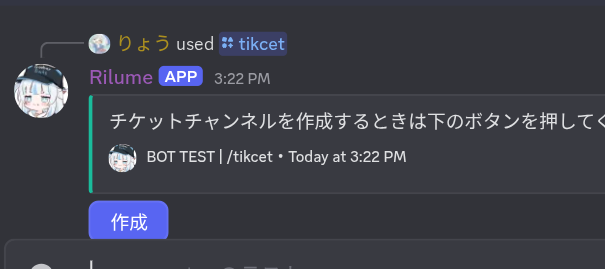 りょう used tikcet
Rilume APP 3:22 PM
チケットチャンネルを作成するときは下のボタンを押してく
BOT TEST | /tikcet • Today at 3:22 PM
作成